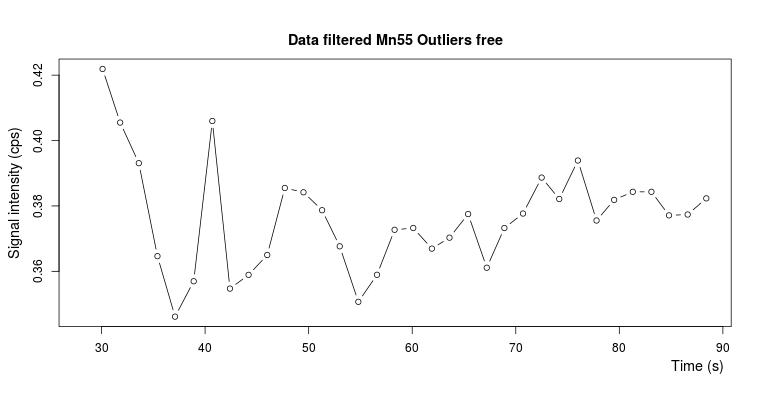 Data filtered Mn55 Outliers free
Signal intensity (cps)
0.42
0.40
0.38
0.36
30 40 50 60 70 80 90
Time (s)